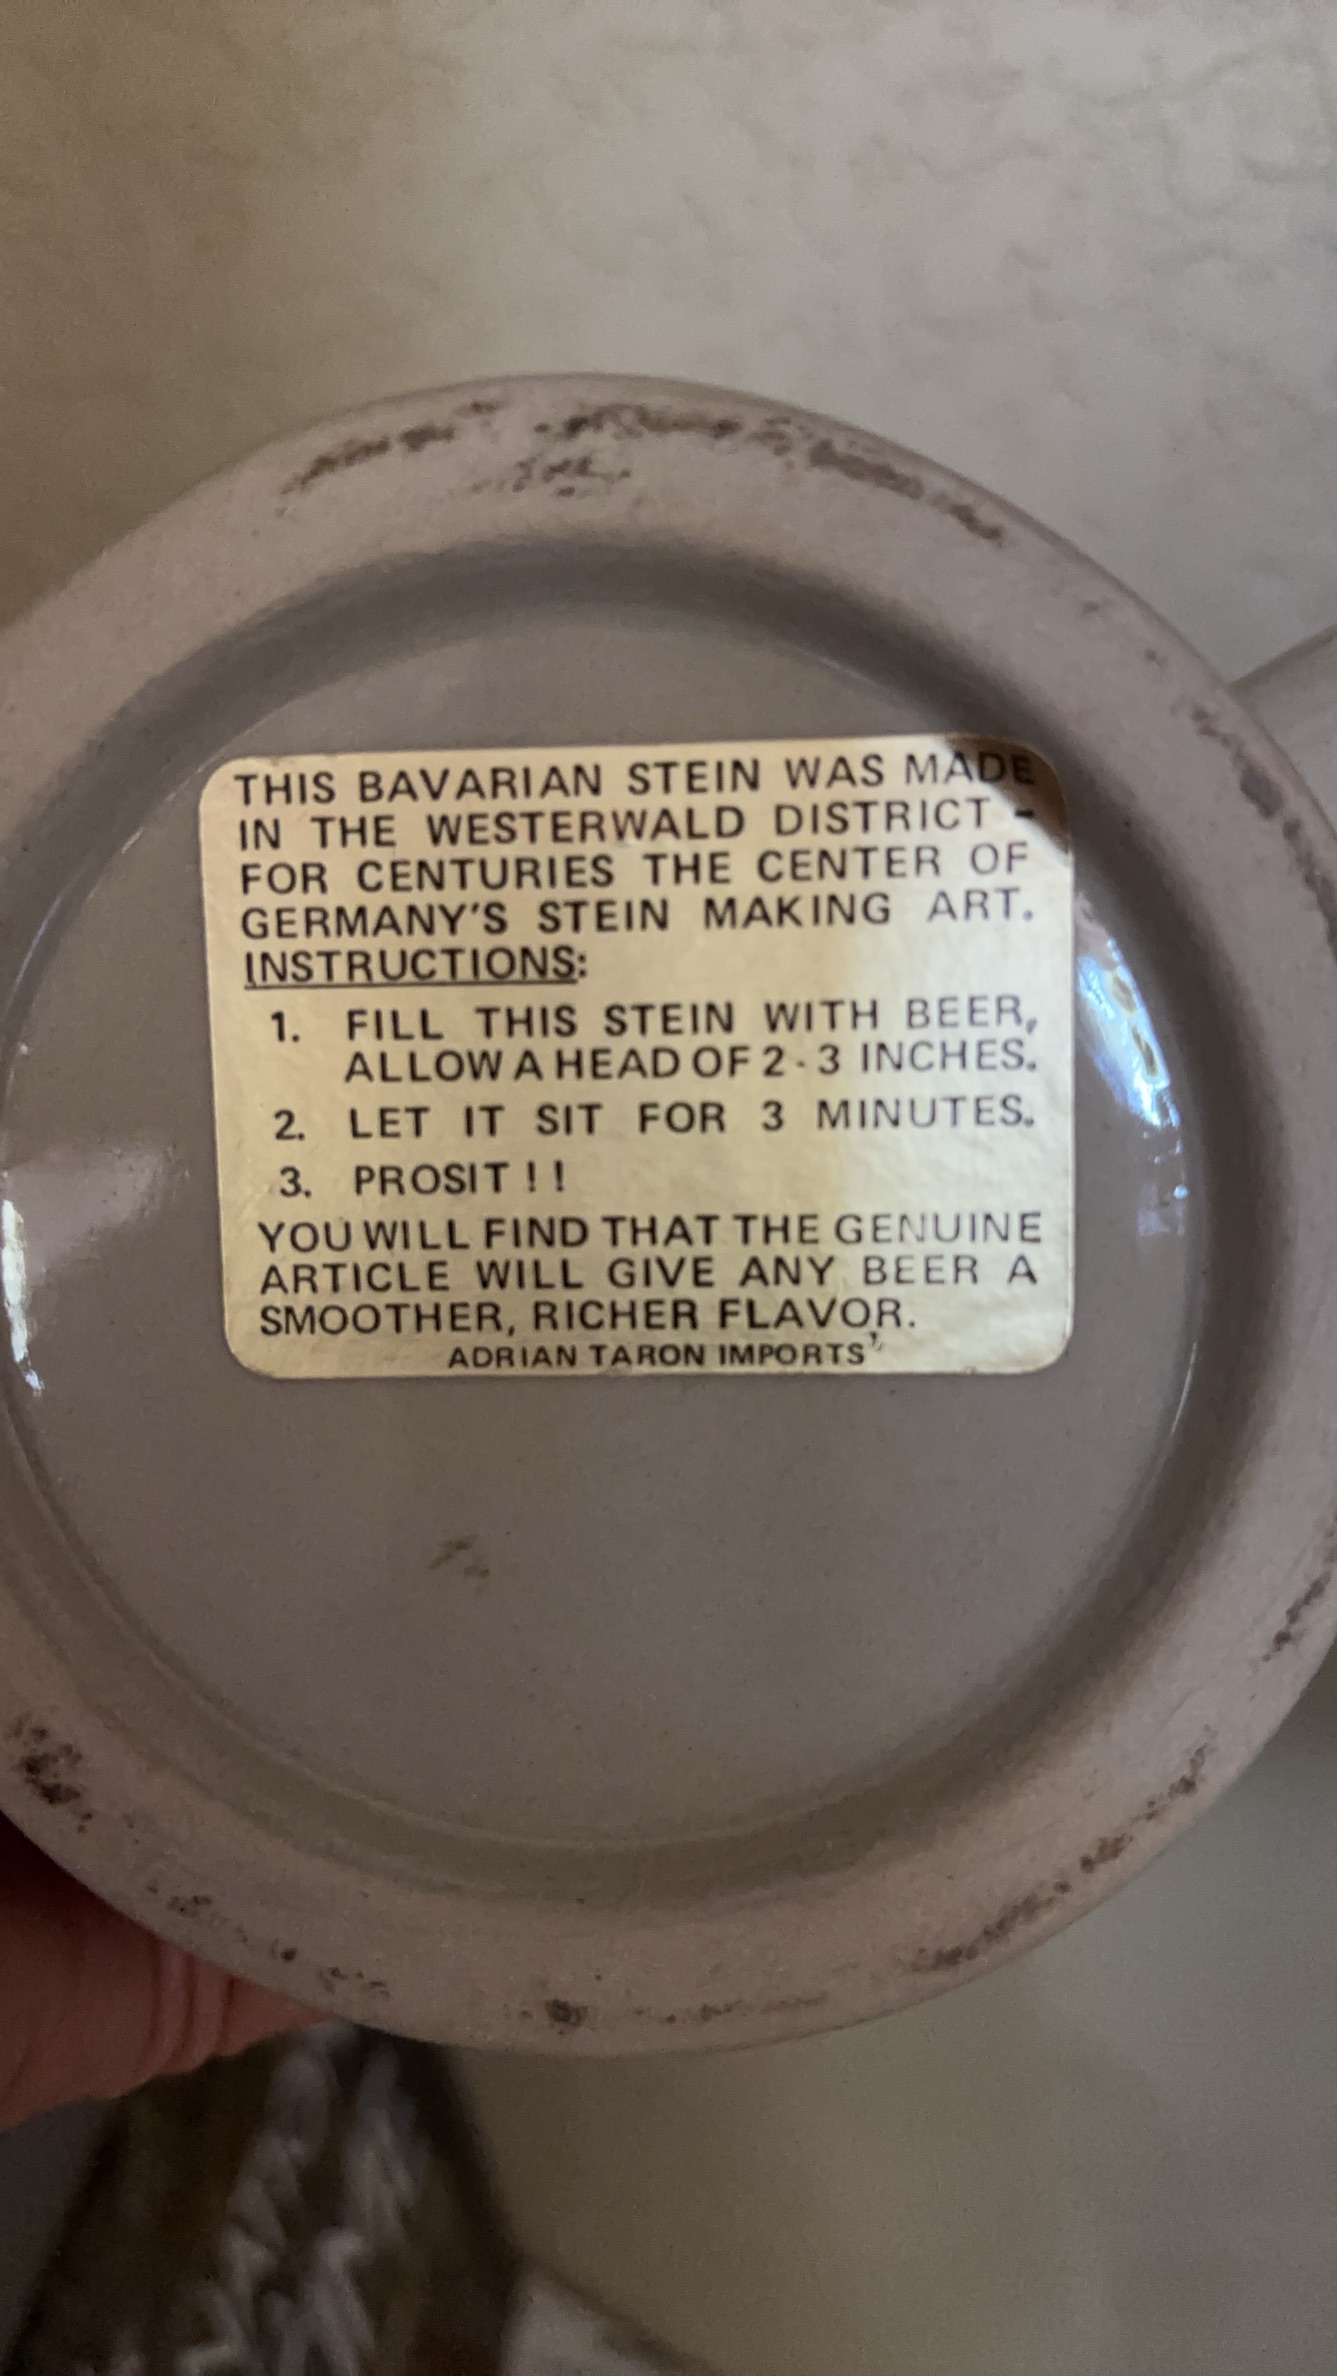 THIS BAVARIAN STEIN WAS MADE
IN THE WESTERWALD DISTRICT -
FOR CENTURIES THE CENTER OF
GERMANY'S STEIN MAKING ART.
INSTRUCTIONS:
1. FILL THIS STEIN WITH BEER,
ALLOW A HEAD OF 2-3 INCHES.
2. LET IT SIT FOR 3 MINUTES.
3. PROSIT!!
YOU WILL FIND THAT THE GENUINE
ARTICLE WILL GIVE ANY BEER A
SMOOTHER, RICHER FLAVOR.
ADRIAN TARON IMPORTS